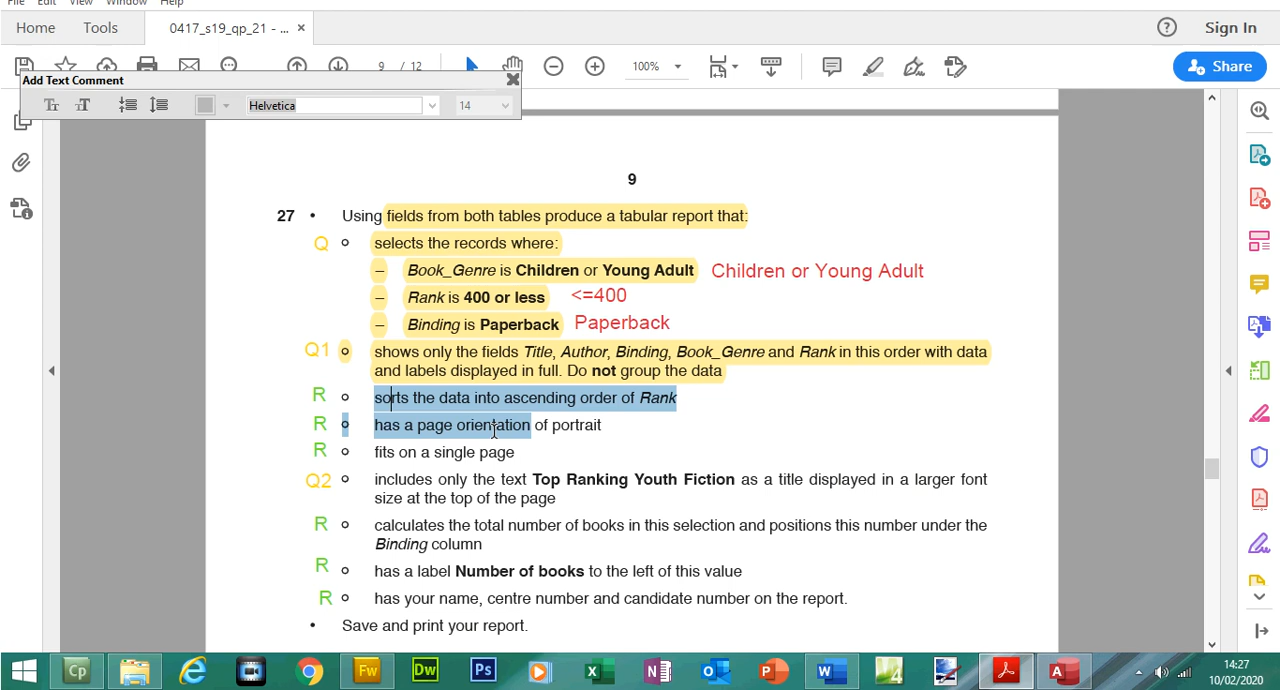 File Edit View Window Help
Home Tools 0417_s19_qp_21 - ... × ? Sign In
9 / 12 100% Share
Add Text Comment
Helvetica 14
9
27 • Using fields from both tables produce a tabular report that:
Q selects the records where:
– Book_Genre is Children or Young Adult Children or Young Adult
– Rank is 400 or less <=400
– Binding is Paperback Paperback
Q1 shows only the fields Title, Author, Binding, Book_Genre and Rank in this order with data
and labels displayed in full. Do not group the data
R sorts the data into ascending order of Rank
R has a page orientation of portrait
R fits on a single page
Q2 includes only the text Top Ranking Youth Fiction as a title displayed in a larger font
size at the top of the page
R calculates the total number of books in this selection and positions this number under the
Binding column
R has a label Number of books to the left of this value
R has your name, centre number and candidate number on the report.
• Save and print your report.
Cp Fw Dw Ps X N O P W 4 A
14:27
10/02/2020